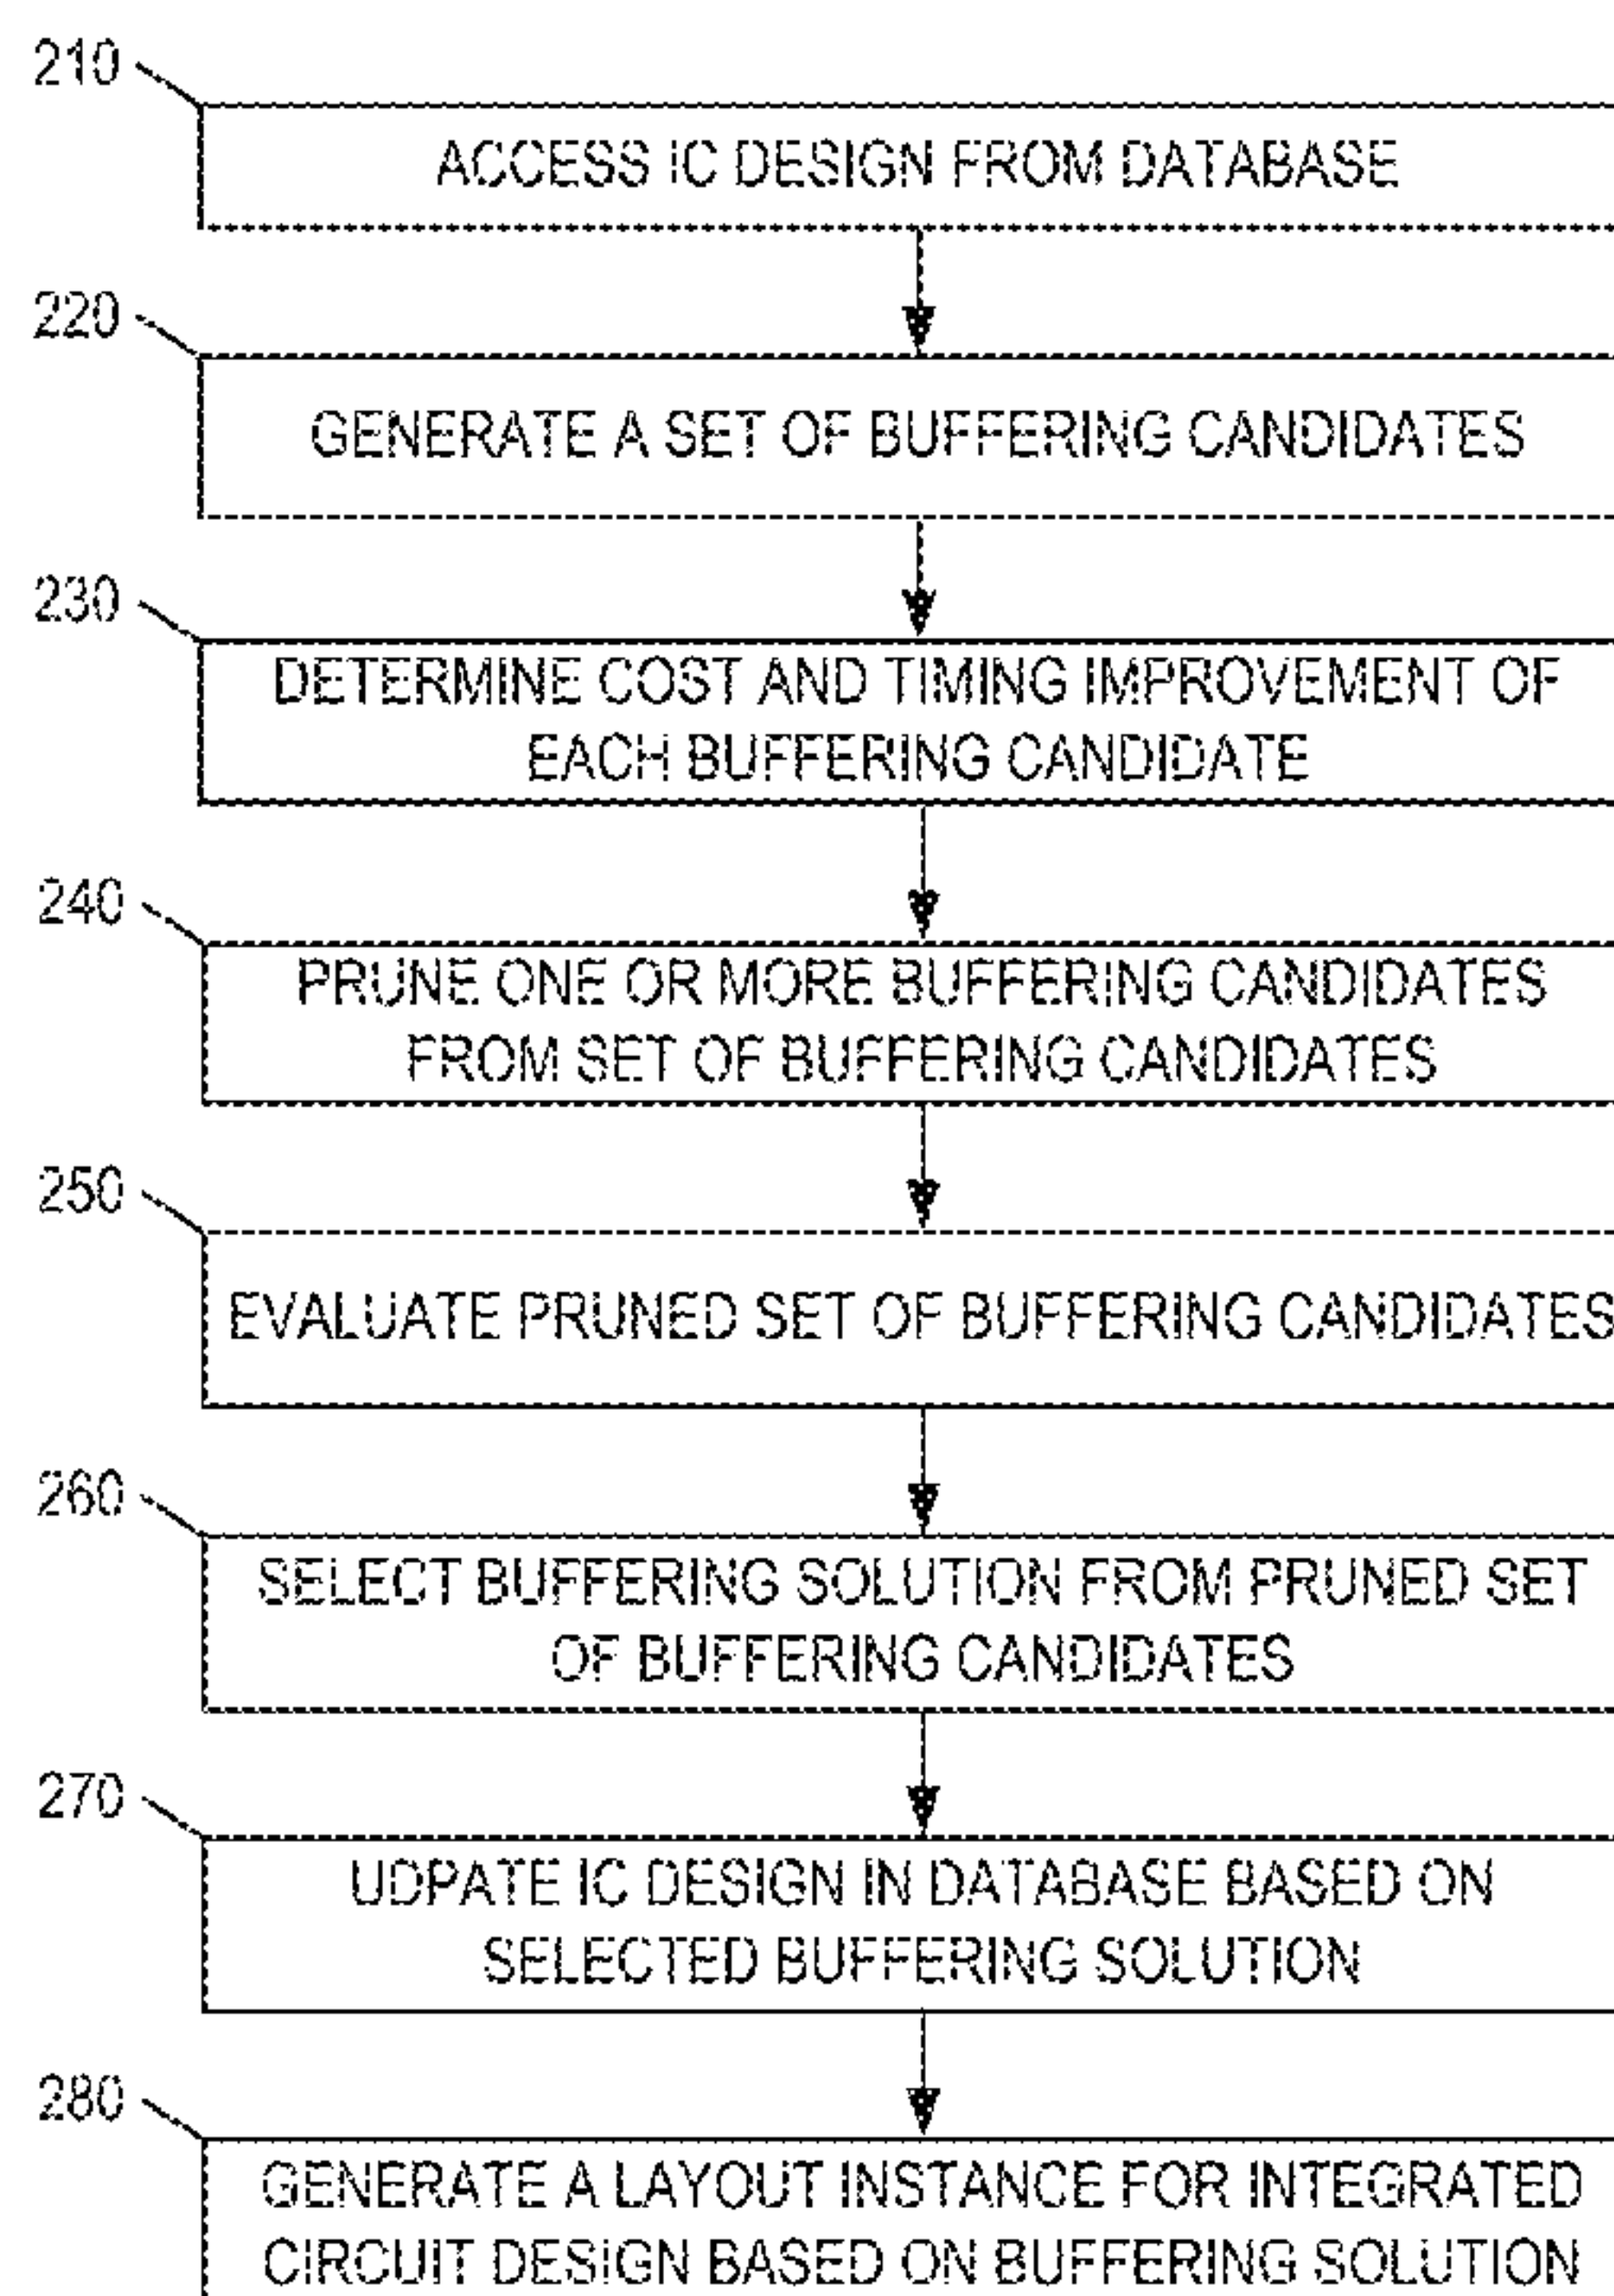 210
ACCESS IC DESIGN FROM DATABASE
220
GENERATE A SET OF BUFFERING CANDIDATES
230
DETERMINE COST AND TIMING IMPROVEMENT OF
EACH BUFFERING CANDIDATE
240
PRUNE ONE OR MORE BUFFERING CANDIDATES
FROM SET OF BUFFERING CANDIDATES
250
EVALUATE PRUNED SET OF BUFFERING CANDIDATES
260
SELECT BUFFERING SOLUTION FROM PRUNED SET
OF BUFFERING CANDIDATES
270
UDPATE IC DESIGN IN DATABASE BASED ON
SELECTED BUFFERING SOLUTION
280
GENERATE A LAYOUT INSTANCE FOR INTEGRATED
CIRCUIT DESIGN BASED ON BUFFERING SOLUTION